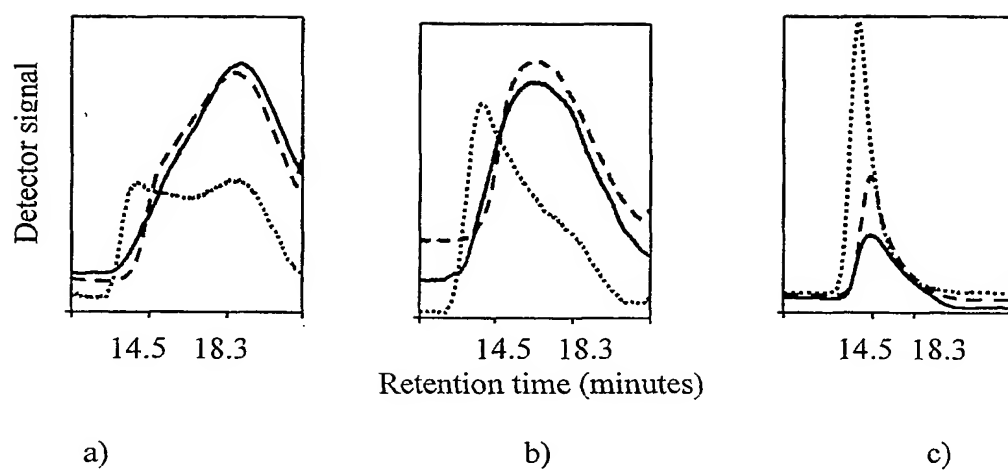 Detector signal
14.5 18.3
14.5 18.3
14.5 18.3
Retention time (minutes)
a)
b)
c)